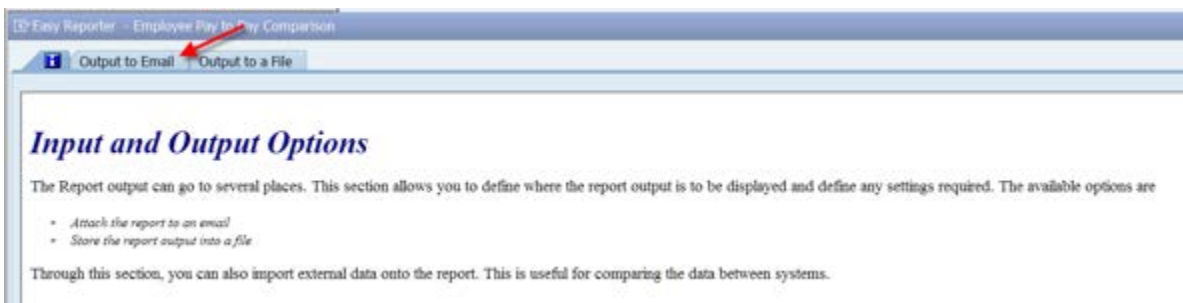 Easy Reporter - Employee Pay to Pay Comparison
i Output to Email Output to a File
Input and Output Options
The Report output can go to several places. This section allows you to define where the report output is to be displayed and define any settings required. The available options are
• Attach the report to an email
• Store the report output into a file
Through this section, you can also import external data onto the report. This is useful for comparing the data between systems.